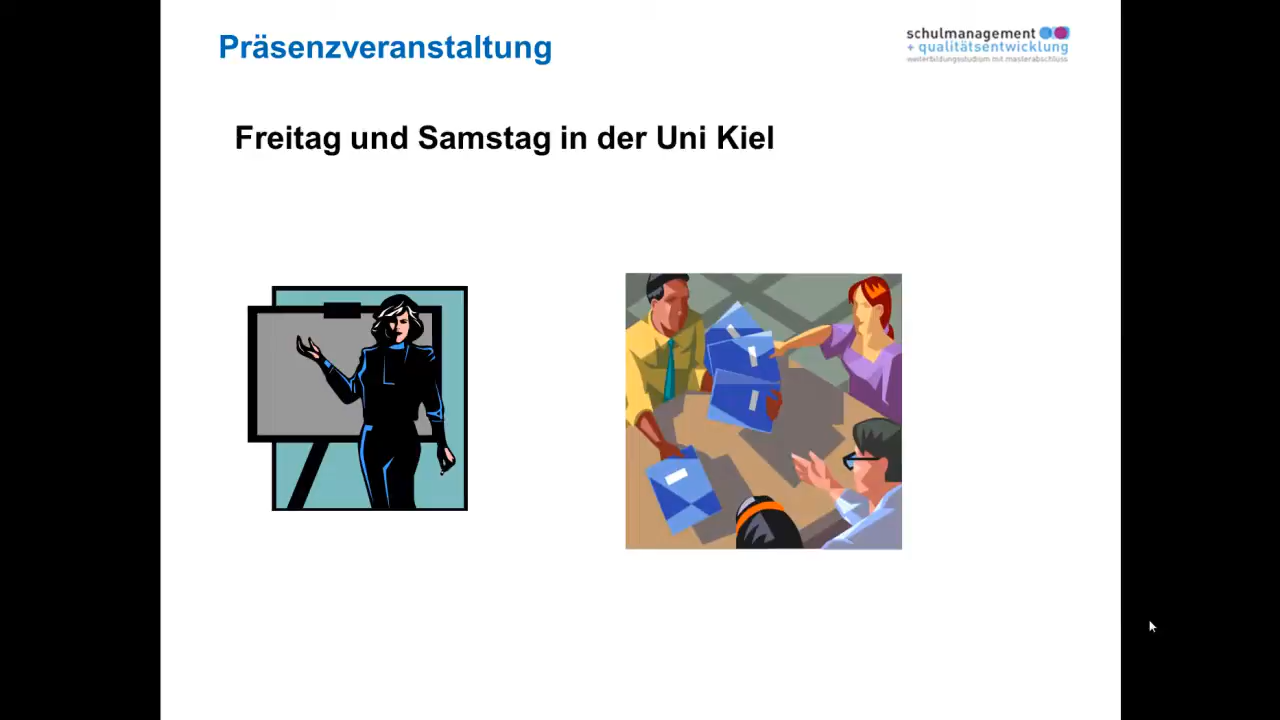 Präsenzveranstaltung
schulmanagement
+ qualitätsentwicklung
weiterbildungsstudium mit masterabschluss
Freitag und Samstag in der Uni Kiel